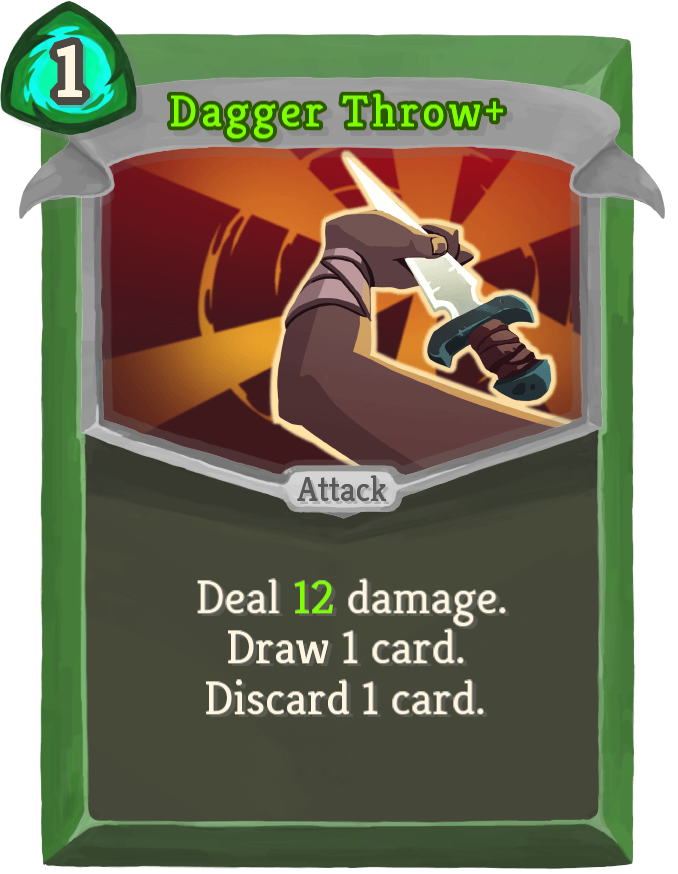 1
Dagger Throw+
Attack
Deal 12 damage.
Draw 1 card.
Discard 1 card.